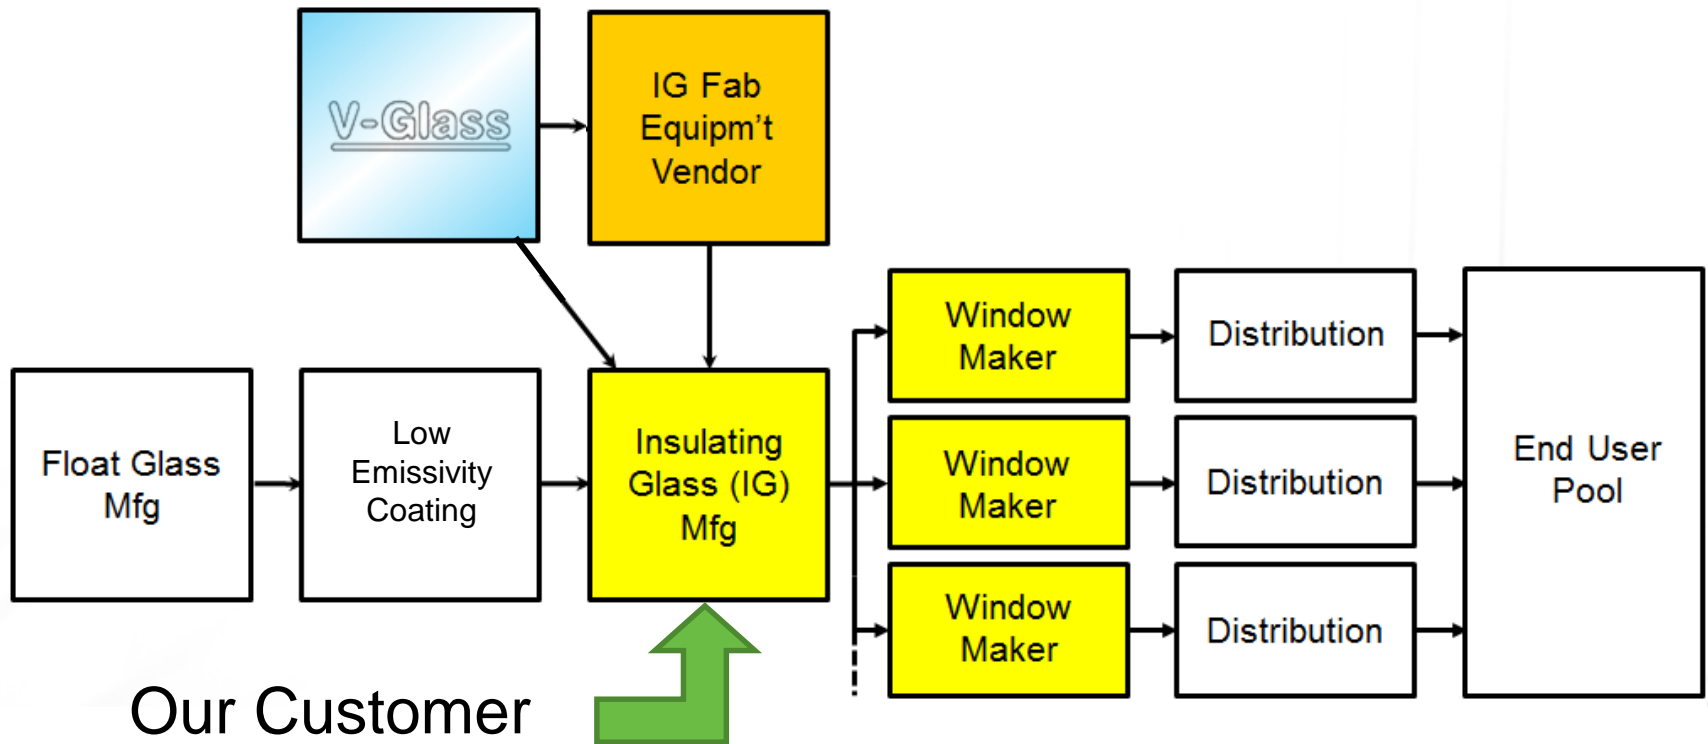 V-Glass
IG Fab
Equipm't
Vendor
Float Glass
Mfg
Low
Emissivity
Coating
Insulating
Glass (IG)
Mfg
Window
Maker
Distribution
Window
Maker
Distribution
Window
Maker
Distribution
End User
Pool
Our Customer